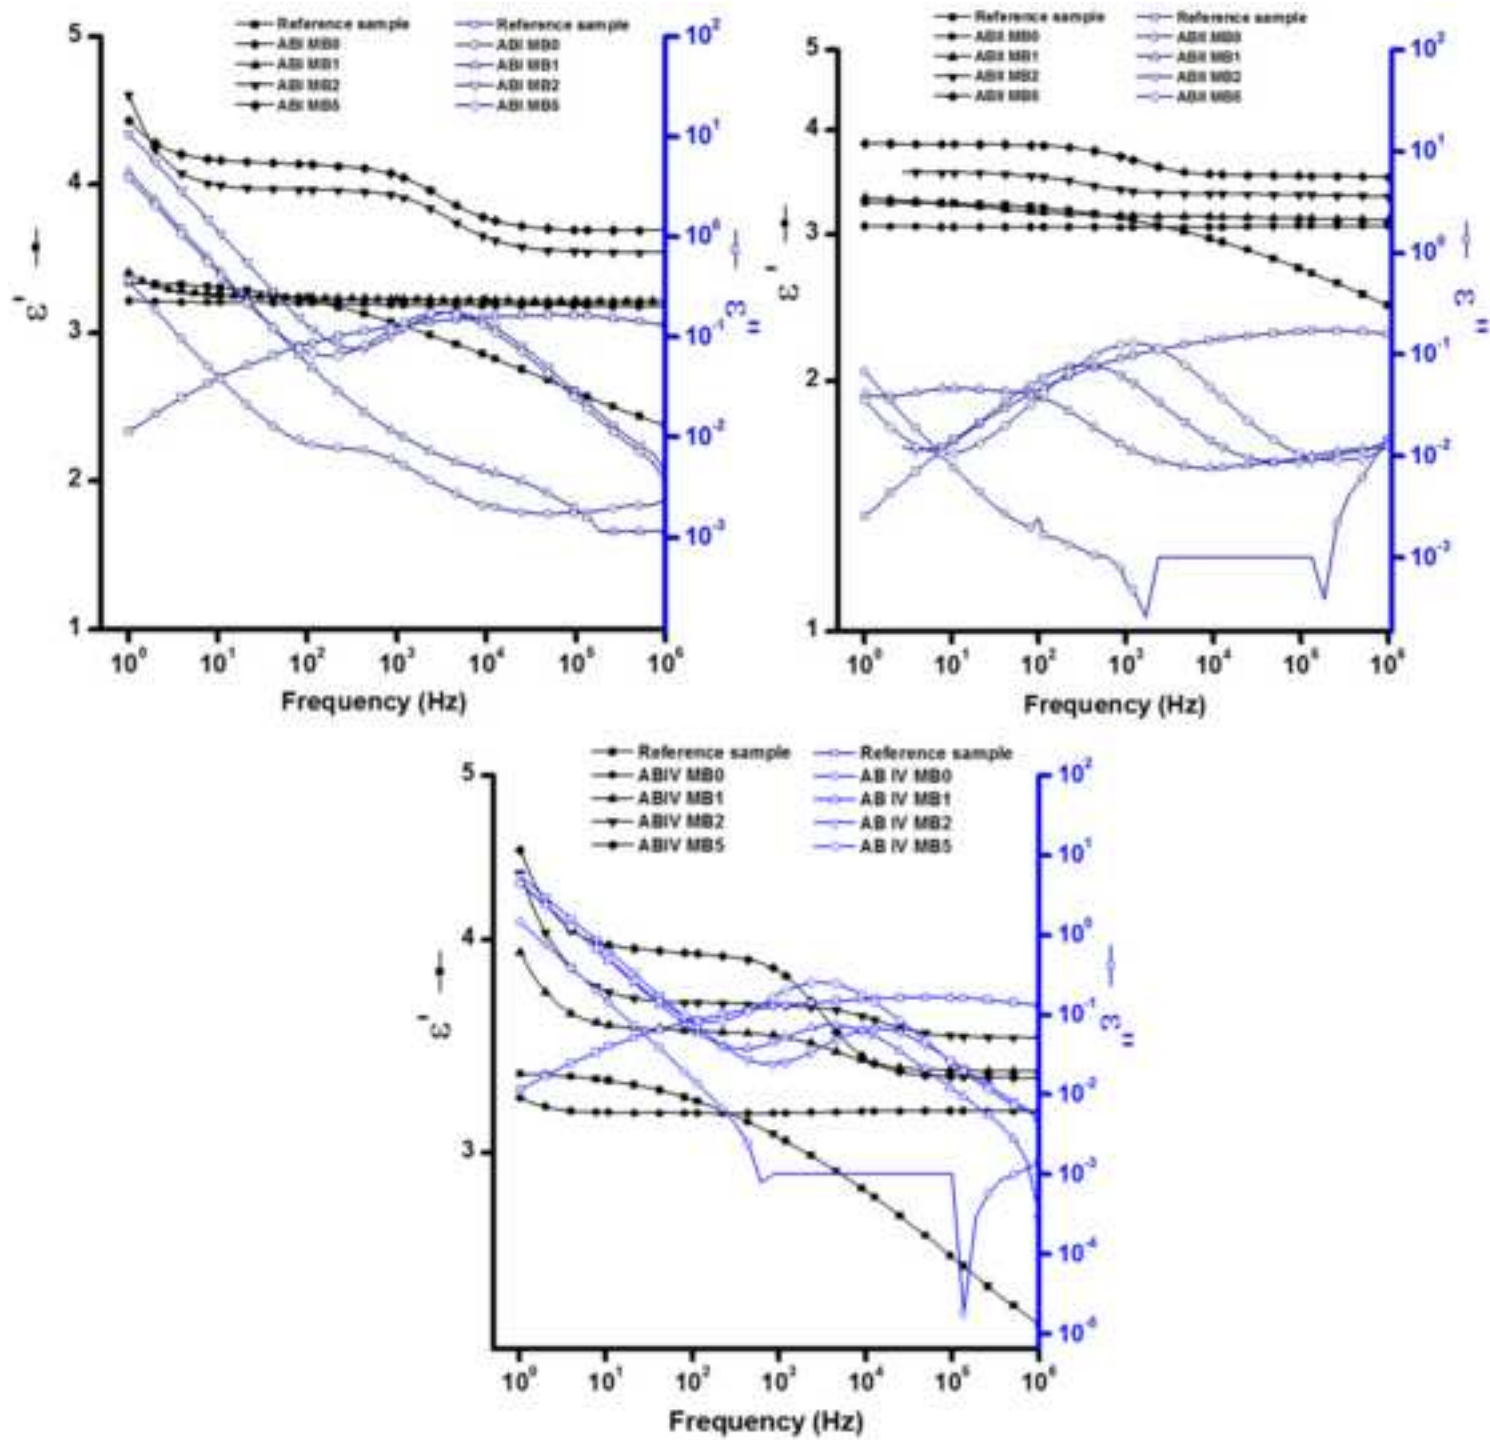 Reference sample
ABI MB0
ABI MB1
ABI MB2
ABI MB5
Reference sample
ABI MB0
ABI MB1
ABI MB2
ABI MB5
5
4
3
2
1
ε'
10²
10¹
10⁰
10⁻¹
10⁻²
10⁻³
ε"
10⁰ 10¹ 10² 10³ 10⁴ 10⁵ 10⁶
Frequency (Hz)
Reference sample
ABII MB0
ABII MB1
ABII MB2
ABII MB5
Reference sample
ABII MB0
ABII MB1
ABII MB2
ABII MB5
5
4
3
2
1
ε'
10²
10¹
10⁰
10⁻¹
10⁻²
10⁻³
ε"
10⁰ 10¹ 10² 10³ 10⁴ 10⁵ 10⁶
Frequency (Hz)
Reference sample
ABIV MB0
ABIV MB1
ABIV MB2
ABIV MB5
Reference sample
AB IV MB0
AB IV MB1
AB IV MB2
AB IV MB5
5
4
3
ε'
10²
10¹
10⁰
10⁻¹
10⁻²
10⁻³
10⁻⁴
10⁻⁵
ε"
10⁰ 10¹ 10² 10³ 10⁴ 10⁵ 10⁶
Frequency (Hz)